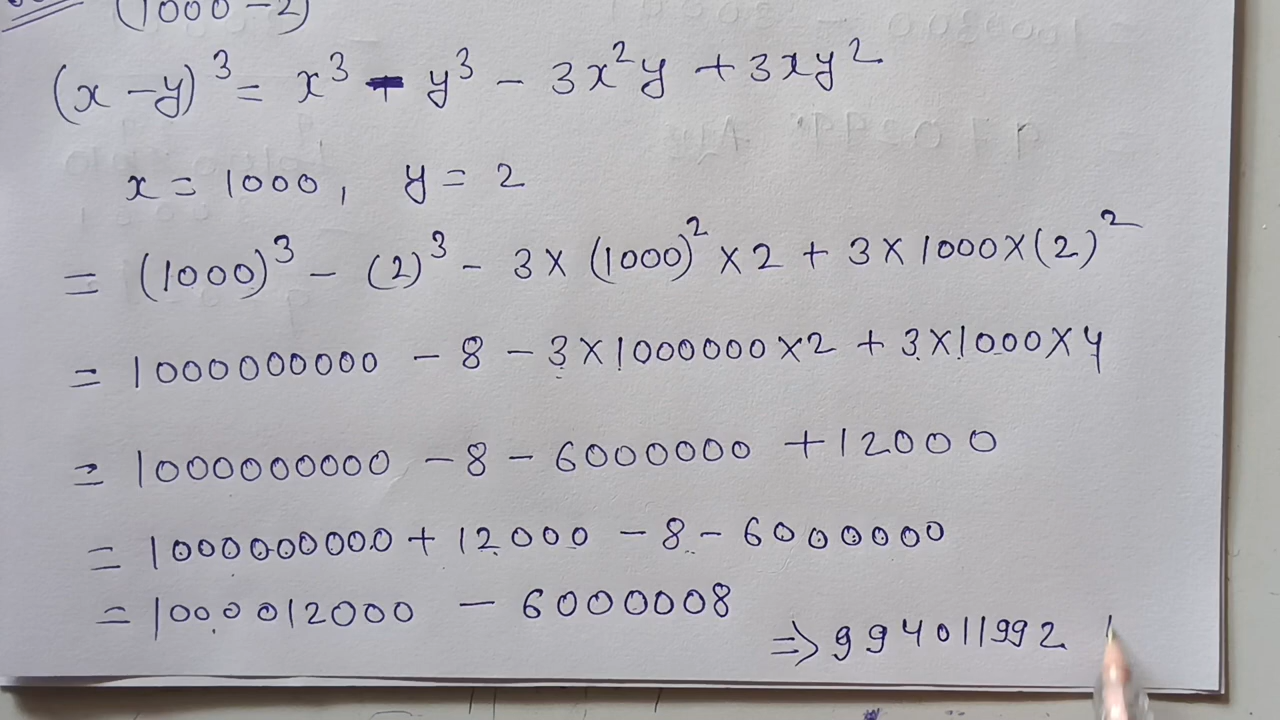 (1000-2)
(x-y)³ = x³ - y³ - 3x²y + 3xy²
x = 1000, y = 2
= (1000)³ - (2)³ - 3 × (1000)² × 2 + 3 × 1000 × (2)²
= 1000000000 - 8 - 3 × 1000000 × 2 + 3 × 1000 × 4
= 1000000000 - 8 - 6000000 + 12000
= 1000000000 + 12000 - 8 - 6000000
= 1000012000 - 6000008
⇒ 994011992